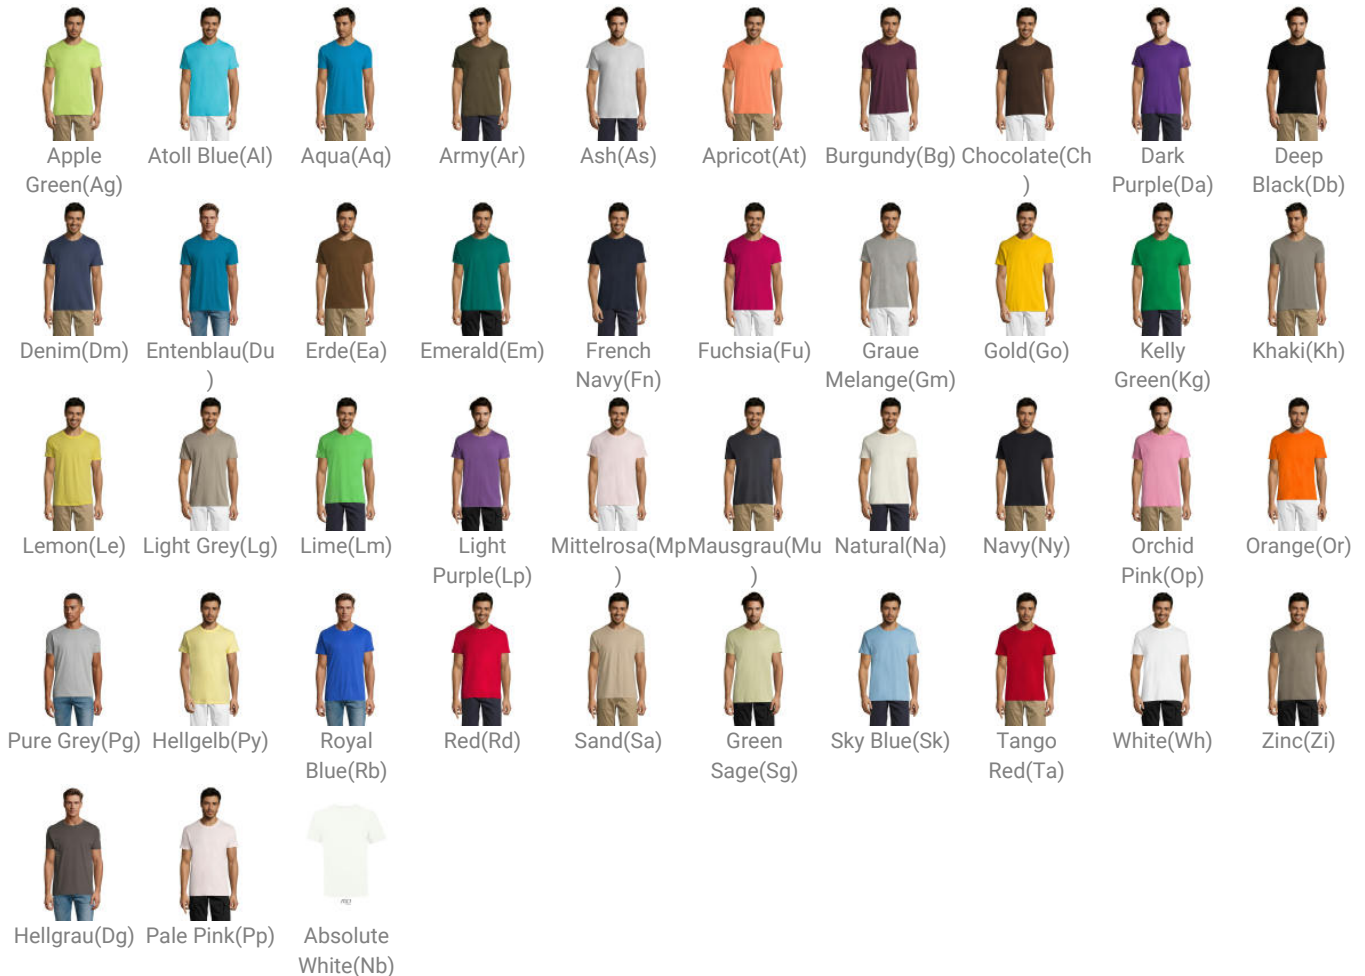 Apple
Green(Ag)
Atoll Blue(Al)
Aqua(Aq)
Army(Ar)
Ash(As)
Apricot(At)
Burgundy(Bg)
Chocolate(Ch
)
Dark
Purple(Da)
Deep
Black(Db)
Denim(Dm)
Entenblau(Du
)
Erde(Ea)
Emerald(Em)
French
Navy(Fn)
Fuchsia(Fu)
Graue
Melange(Gm)
Gold(Go)
Kelly
Green(Kg)
Khaki(Kh)
Lemon(Le)
Light Grey(Lg)
Lime(Lm)
Light
Purple(Lp)
Mittelrosa(Mp
)
Mausgrau(Mu
)
Natural(Na)
Navy(Ny)
Orchid
Pink(Op)
Orange(Or)
Pure Grey(Pg)
Hellgelb(Py)
Royal
Blue(Rb)
Red(Rd)
Sand(Sa)
Green
Sage(Sg)
Sky Blue(Sk)
Tango
Red(Ta)
White(Wh)
Zinc(Zi)
Hellgrau(Dg)
Pale Pink(Pp)
Absolute
White(Nb)